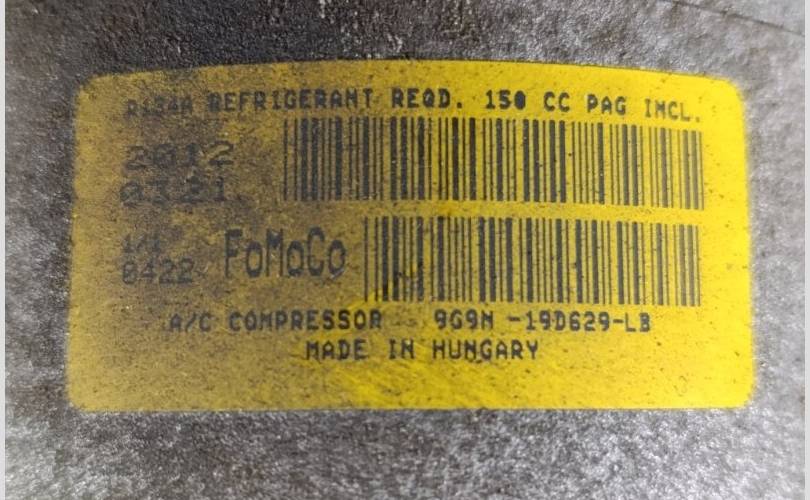 R134A REFRIGERANT REQD. 150 CC PAG INCL.
2012
0321
1/1
0422
FoMoCo
A/C COMPRESSOR 9G9N -19D629-LB
MADE IN HUNGARY